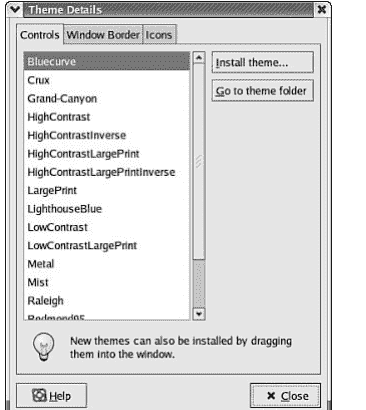 Theme Details
Controls
Window Border
Icons
Bluecurve
Crux
Grand-Canyon
HighContrast
HighContrastInverse
HighContrastLargePrint
HighContrastLargePrintInverse
LargePrint
LighthouseBlue
LowContrast
LowContrastLargePrint
Metal
Mist
Raleigh
Redmond95
Install theme...
Go to theme folder
New themes can also be installed by dragging
them into the window.
Help
Close